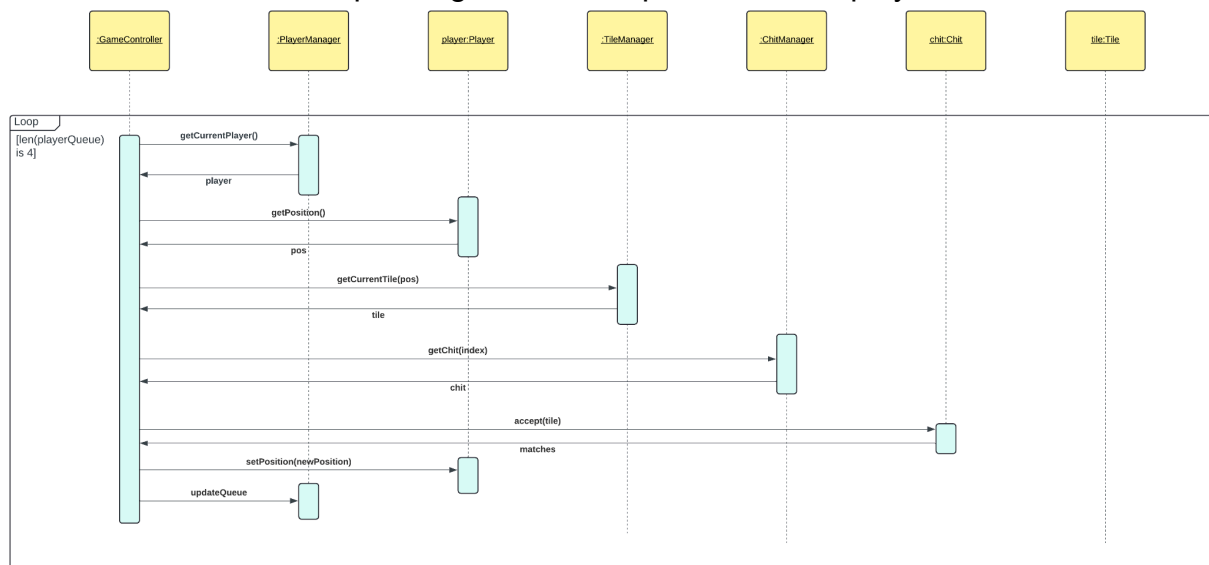 :GameController
:PlayerManager
player:Player
:TileManager
:ChitManager
chit:Chit
tile:Tile
Loop
[len(playerQueue)
is 4]
getCurrentPlayer()
player
getPosition()
pos
getCurrentTile(pos)
tile
getChit(index)
chit
accept(tile)
matches
setPosition(newPosition)
updateQueue